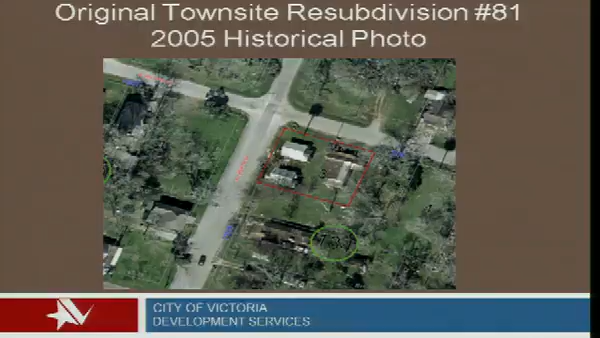 Original Townsite Resubdivision #81
2005 Historical Photo
CITY OF VICTORIA
DEVELOPMENT SERVICES